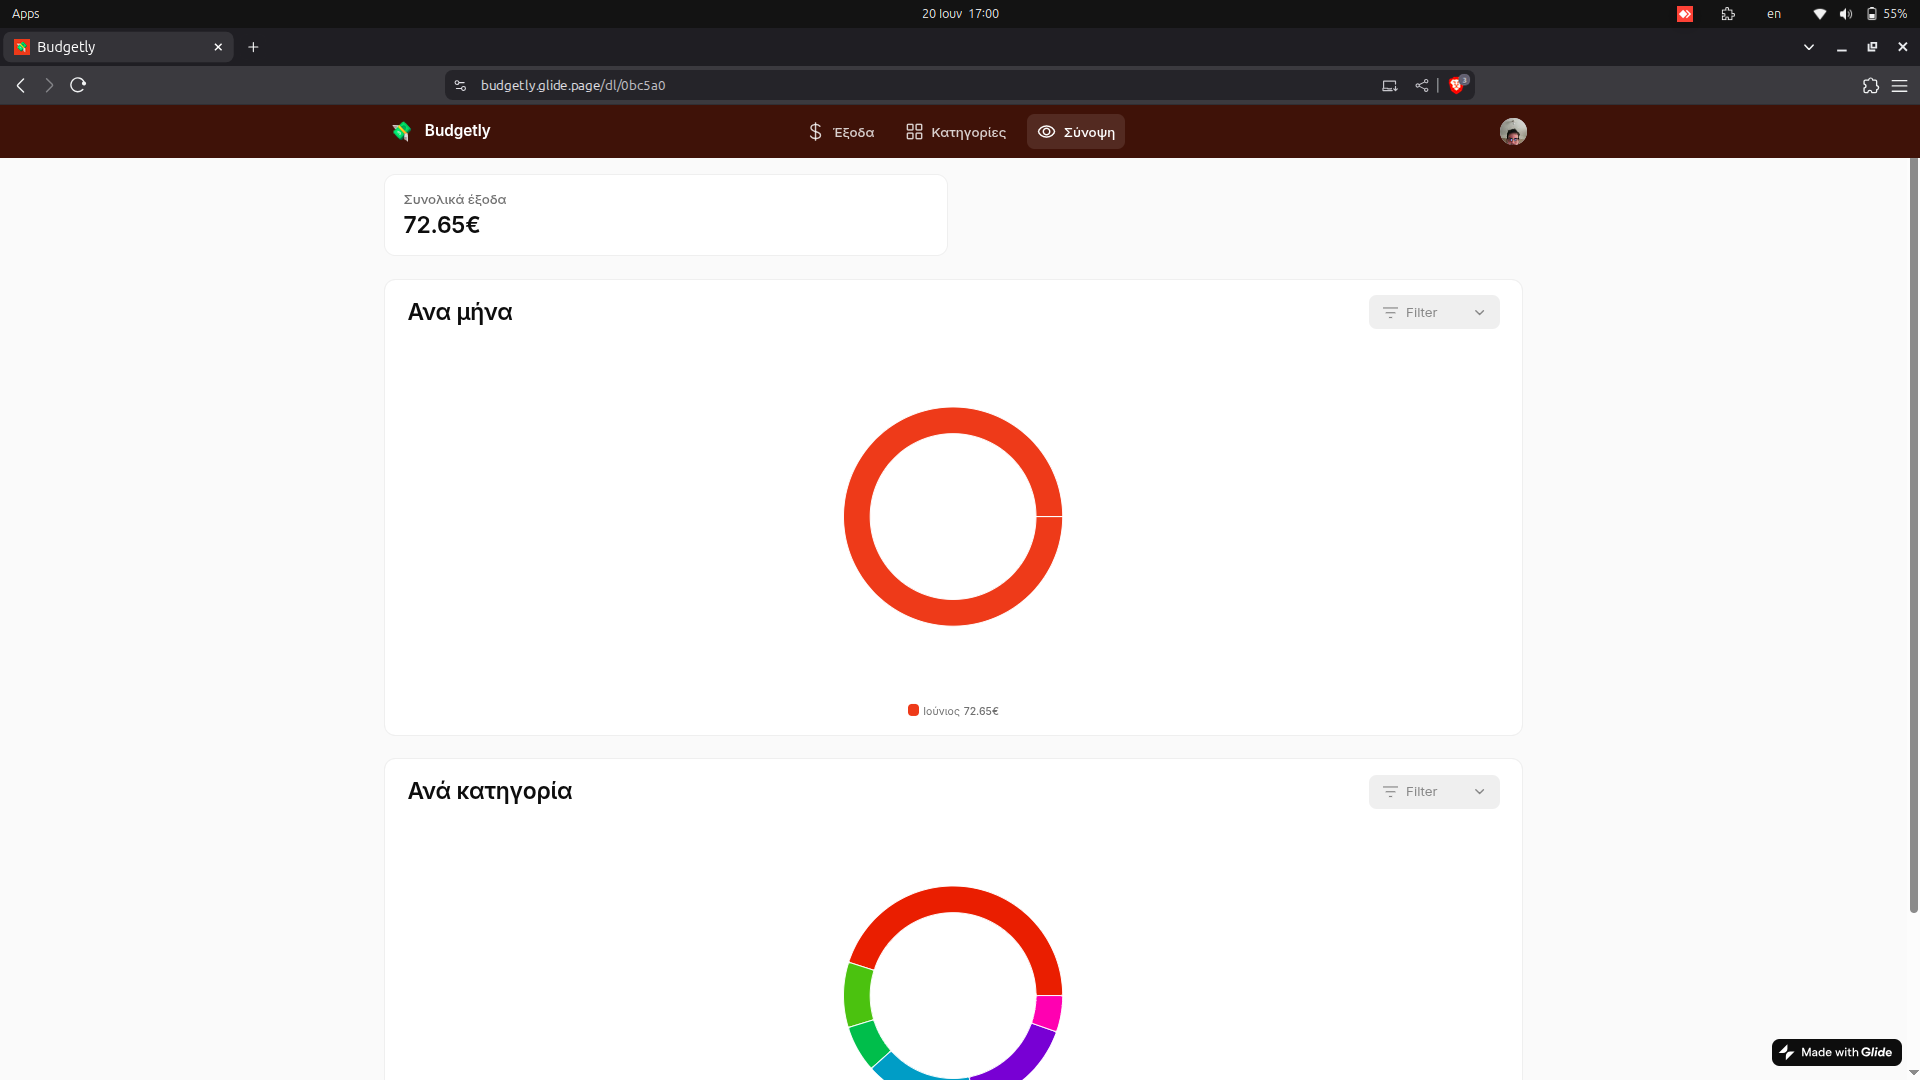 Apps
20 Ιουν 17:00
en
55%
Budgetly
budgetly.glide.page/dl/0bc5a0
3
Budgetly
Έξοδα
Κατηγορίες
Σύνοψη
Συνολικά έξοδα
72.65€
Ανα μήνα
Filter
Ιούνιος 72.65€
Ανά κατηγορία
Filter
Made with Glide